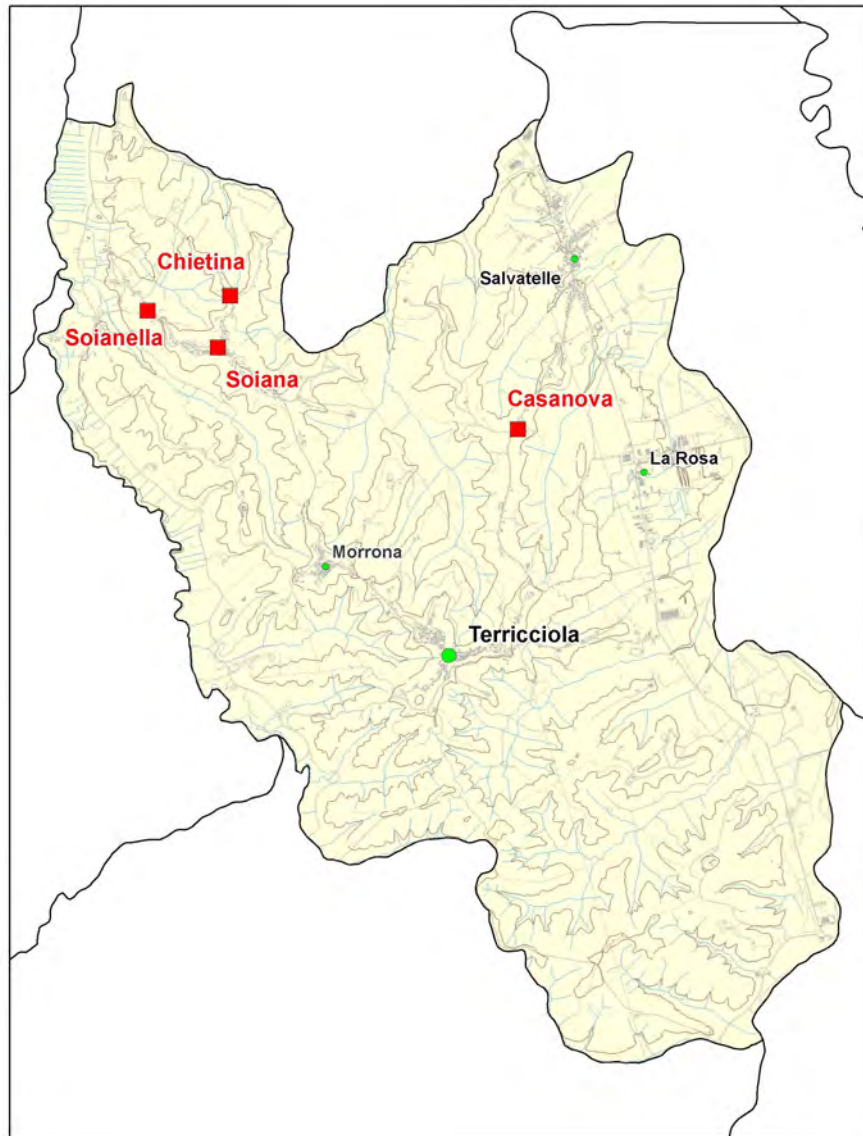 Chietina
Salvatelle
Soianella
Soiana
Casanova
La Rosa
Morrona
Terricciola